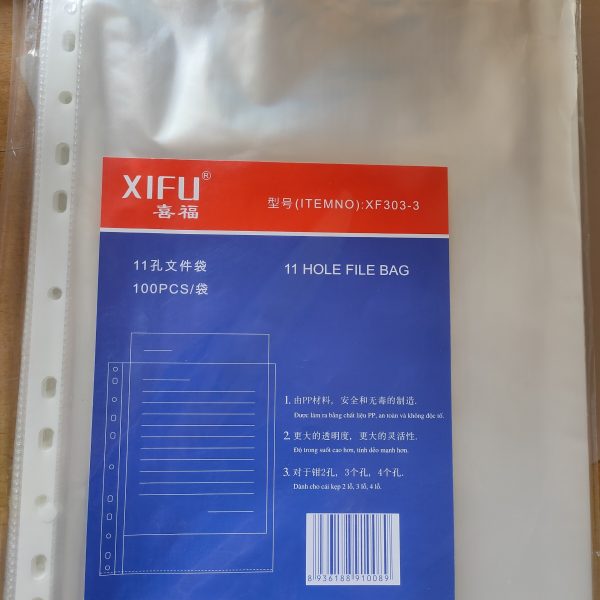 XIFU®
喜福
型号(ITEMNO):XF303-3
11孔文件袋
11 HOLE FILE BAG
100PCS/袋
1. 由PP材料，安全和无毒的制造.
Được làm ra bằng chất liệu PP, an toàn và không độc tố.
2. 更大的透明度，更大的灵活性.
Độ trong suốt cao hơn, tính dẻo mạnh hơn.
3. 对于钳2孔，3个孔，4个孔.
Dành cho cái kẹp 2 lỗ, 3 lỗ, 4 lỗ.
8 936188 910089